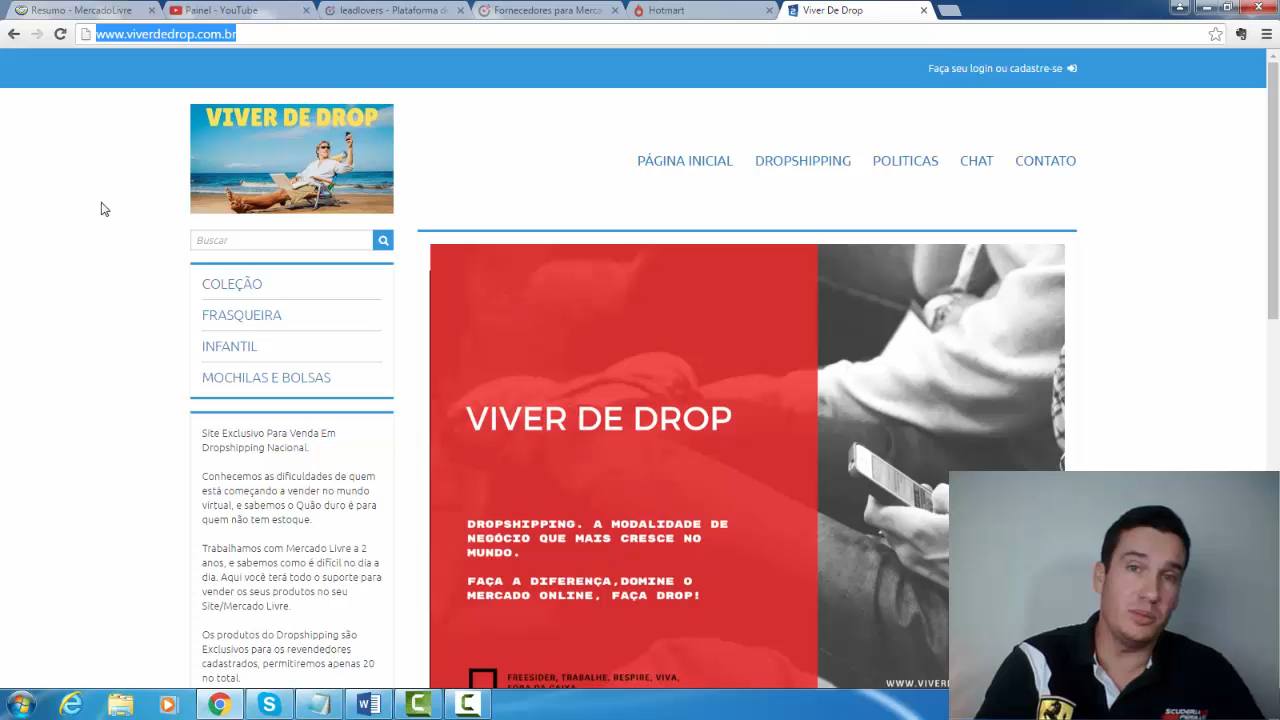 Resumo - MercadoLivre
Painel - YouTube
leadlovers - Plataforma d
Fornecedores para Merca
Hotmart
Viver De Drop
www.viverdedrop.com.br
Faça seu login ou cadastre-se
VIVER DE DROP
PÁGINA INICIAL
DROPSHIPPING
POLITICAS
CHAT
CONTATO
Buscar
COLEÇÃO
FRASQUEIRA
INFANTIL
MOCHILAS E BOLSAS
Site Exclusivo Para Venda Em
Dropshipping Nacional.
Conhecemos as dificuldades de quem
está começando a vender no mundo
virtual, e sabemos o Quão duro é para
quem não tem estoque.
Trabalhamos com Mercado Livre a 2
anos, e sabemos como é difícil no dia a
dia. Aqui você terá todo o suporte para
vender os seus produtos no seu
Site/Mercado Livre.
Os produtos do Dropshipping são
Exclusivos para os revendedores
cadastrados, permitiremos apenas 20
no total.
VIVER DE DROP
DROPSHIPPING. A MODALIDADE DE
NEGÓCIO QUE MAIS CRESCE NO
MUNDO.
FAÇA A DIFERENÇA,DOMINE O
MERCADO ONLINE, FAÇA DROP!
FREESIDER, TRABALHE, RESPIRE, VIVA,
FORA DA CAIXA
WWW.VIVER
SCUDERIA